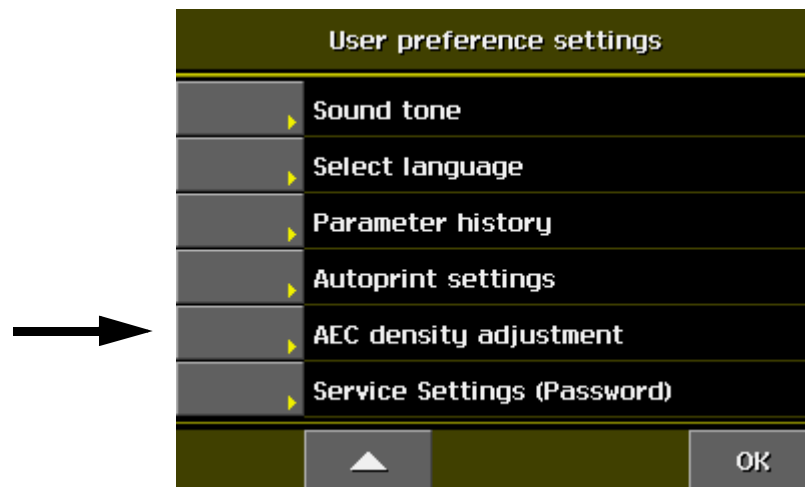 User preference settings
Sound tone
Select language
Parameter history
Autoprint settings
AEC density adjustment
Service Settings (Password)
OK